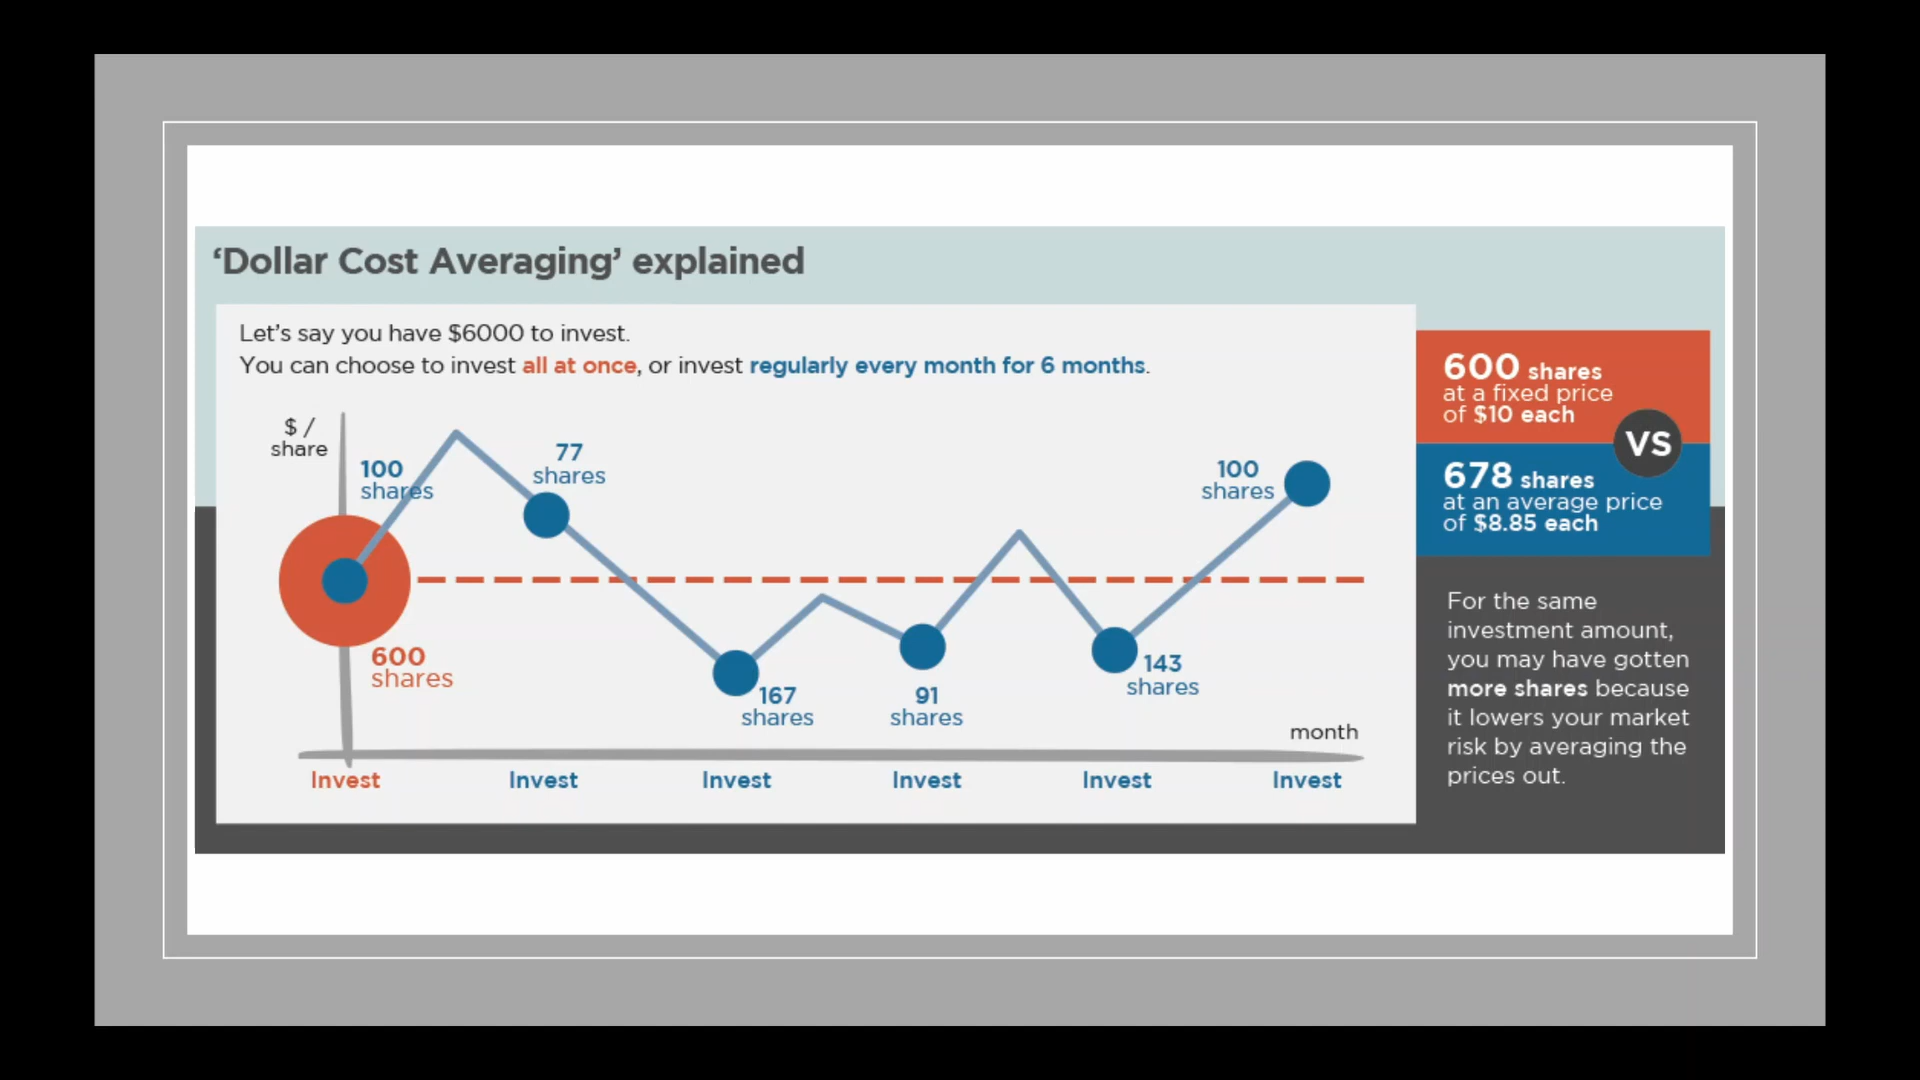 ‘Dollar Cost Averaging’ explained
Let’s say you have $6000 to invest.
You can choose to invest all at once, or invest regularly every month for 6 months.
$ /
share
100
shares
600
shares
77
shares
167
shares
91
shares
143
shares
100
shares
month
Invest
Invest
Invest
Invest
Invest
Invest
600 shares
at a fixed price
of $10 each
VS
678 shares
at an average price
of $8.85 each
For the same
investment amount,
you may have gotten
more shares because
it lowers your market
risk by averaging the
prices out.